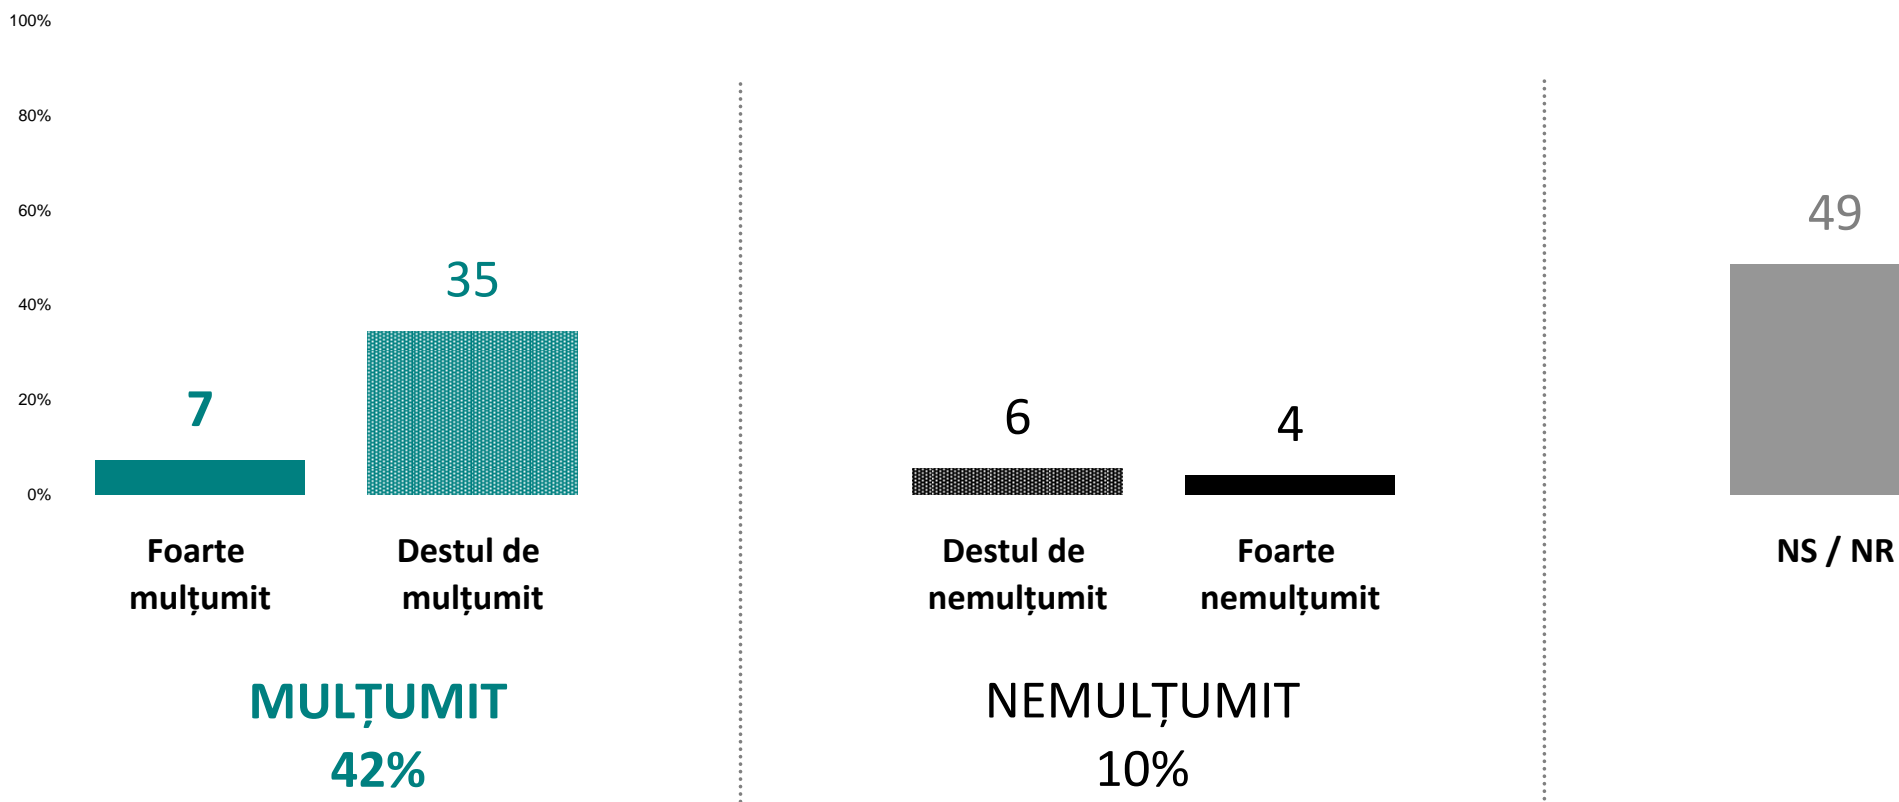 100%
80%
60%
40%
20%
0%
7
35
6
4
49
Foarte
mulțumit
Destul de
mulțumit
Destul de
nemulțumit
Foarte
nemulțumit
NS / NR
MULȚUMIT
42%
NEMULȚUMIT
10%